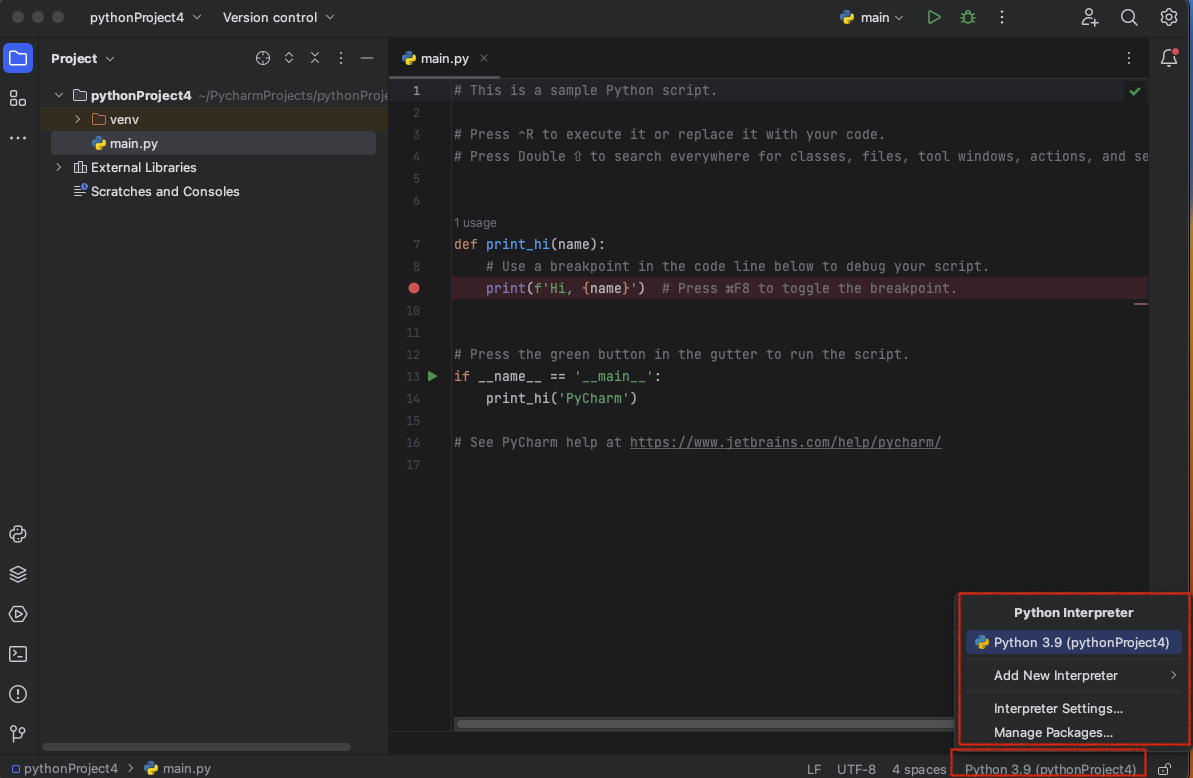 pythonProject4 Version control main
Project
main.py
pythonProject4 ~/PycharmProjects/pythonProje
venv
main.py
External Libraries
Scratches and Consoles
1 # This is a sample Python script.
2
3 # Press ⌃R to execute it or replace it with your code.
4 # Press Double ⇧ to search everywhere for classes, files, tool windows, actions, and se
5
6
1 usage
7 def print_hi(name):
8     # Use a breakpoint in the code line below to debug your script.
    print(f'Hi, {name}')  # Press ⌘F8 to toggle the breakpoint.
10
11
12 # Press the green button in the gutter to run the script.
13 if __name__ == '__main__':
14     print_hi('PyCharm')
15
16 # See PyCharm help at https://www.jetbrains.com/help/pycharm/
17
Python Interpreter
Python 3.9 (pythonProject4)
Add New Interpreter
Interpreter Settings...
Manage Packages...
pythonProject4 > main.py LF UTF-8 4 spaces Python 3.9 (pythonProject4)